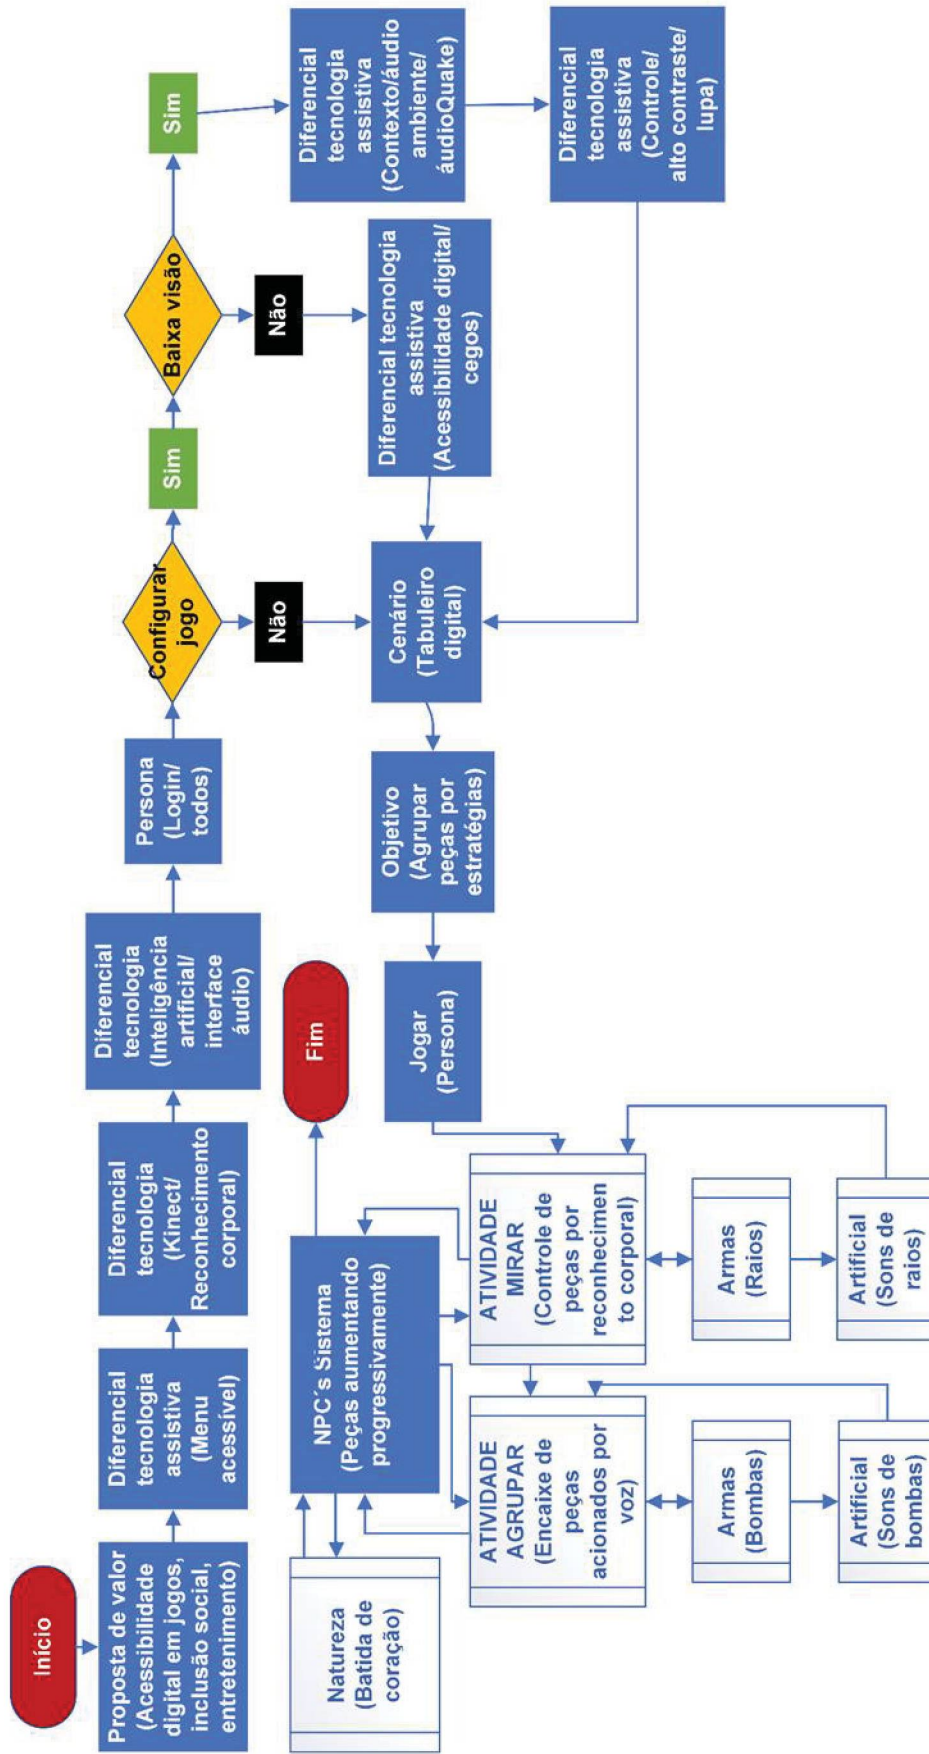 Início
Proposta de valor
(Acessibilidade
digital em jogos,
inclusão social,
entretenimento)
Diferencial
tecnologia
assistiva
(Menu
acessível)
Diferencial
tecnologia
(Kinect/
Reconhecimento
corporal)
Diferencial
tecnologia
(Inteligência
artificial/
interface
áudio)
Persona
(Login/
todos)
Configurar
jogo
Sim
Baixa visão
Sim
Não
Não
Diferencial
tecnologia
assistiva
(Contexto/áudio
ambiente/
áudioQuake)
Diferencial tecnologia
assistiva
(Acessibilidade digital/
cegos)
Diferencial
tecnologia
assistiva
(Controle/
alto contraste/
lupa)
Cenário
(Tabuleiro
digital)
Objetivo
(Agrupar
peças por
estratégias)
Jogar
(Persona)
Fim
NPC´s Sistema
(Peças aumentando
progressivamente)
Natureza
(Batida de
coração)
ATIVIDADE
AGRUPAR
(Encaixe de
peças
acionados por
voz)
ATIVIDADE
MIRAR
(Controle de
peças por
reconhecimen
to corporal)
Armas
(Bombas)
Armas
(Raios)
Artificial
(Sons de
bombas)
Artificial
(Sons de
raios)